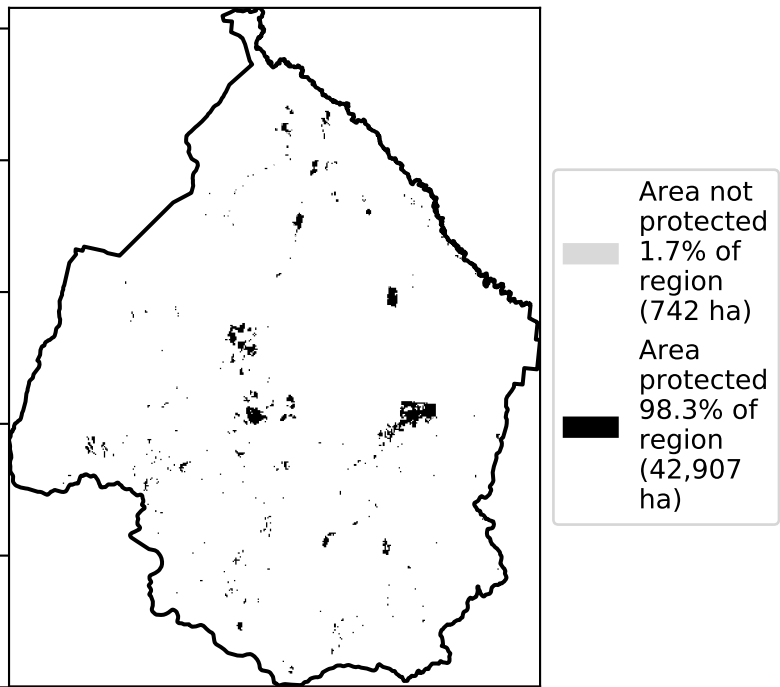 Area not
protected
1.7% of
region
(742 ha)
Area
protected
98.3% of
region
(42,907
ha)